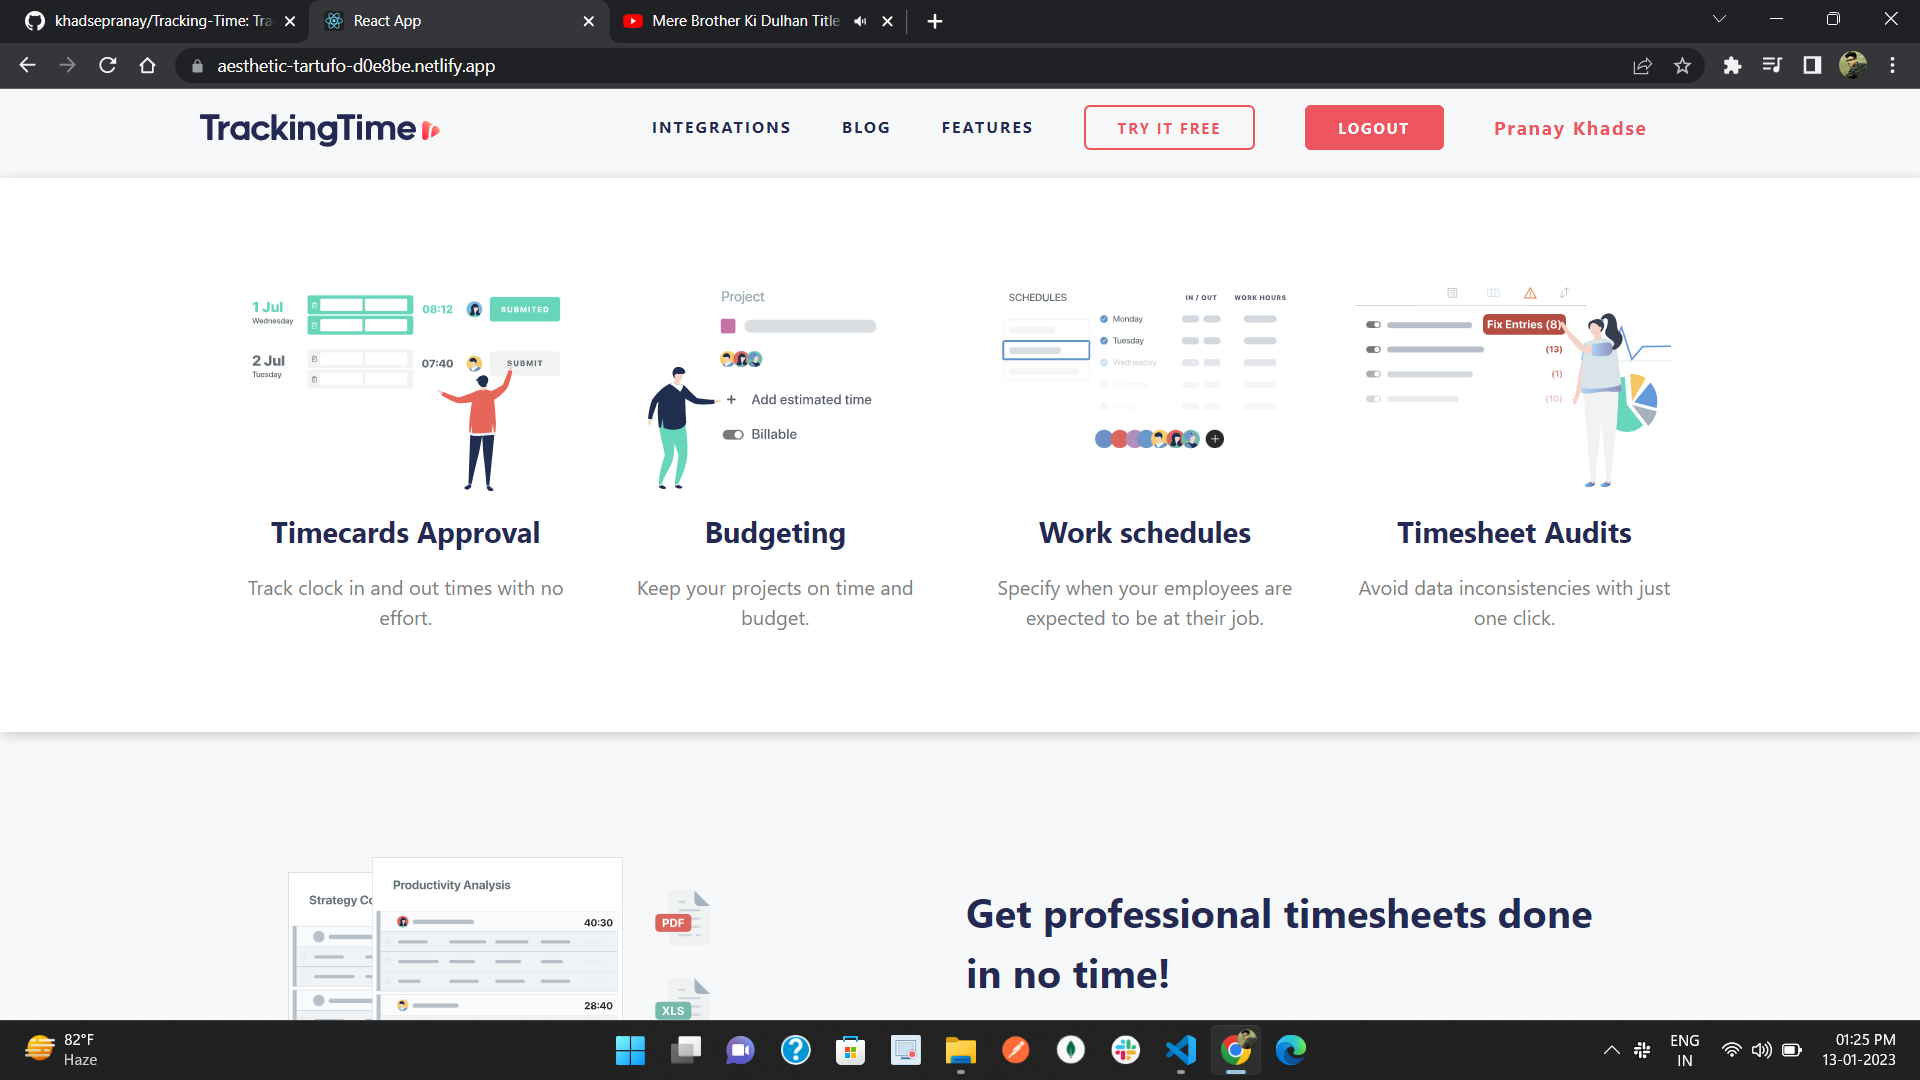 khadsepranay/Tracking-Time: Tra
React App
Mere Brother Ki Dulhan Title
aesthetic-tartufo-d0e8be.netlify.app
TrackingTime
INTEGRATIONS
BLOG
FEATURES
TRY IT FREE
LOGOUT
Pranay Khadse
1 Jul
Wednesday
08:12
SUBMITED
2 Jul
Tuesday
07:40
SUBMIT
Project
Add estimated time
Billable
SCHEDULES
IN / OUT
WORK HOURS
Monday
Tuesday
Wednesday
Thursday
Friday
Fix Entries (8)
(13)
(1)
(10)
Timecards Approval
Track clock in and out times with no
effort.
Budgeting
Keep your projects on time and
budget.
Work schedules
Specify when your employees are
expected to be at their job.
Timesheet Audits
Avoid data inconsistencies with just
one click.
Strategy Co
Productivity Analysis
40:30
28:40
PDF
XLS
Get professional timesheets done
in no time!
82°F
Haze
ENG
IN
01:25 PM
13-01-2023